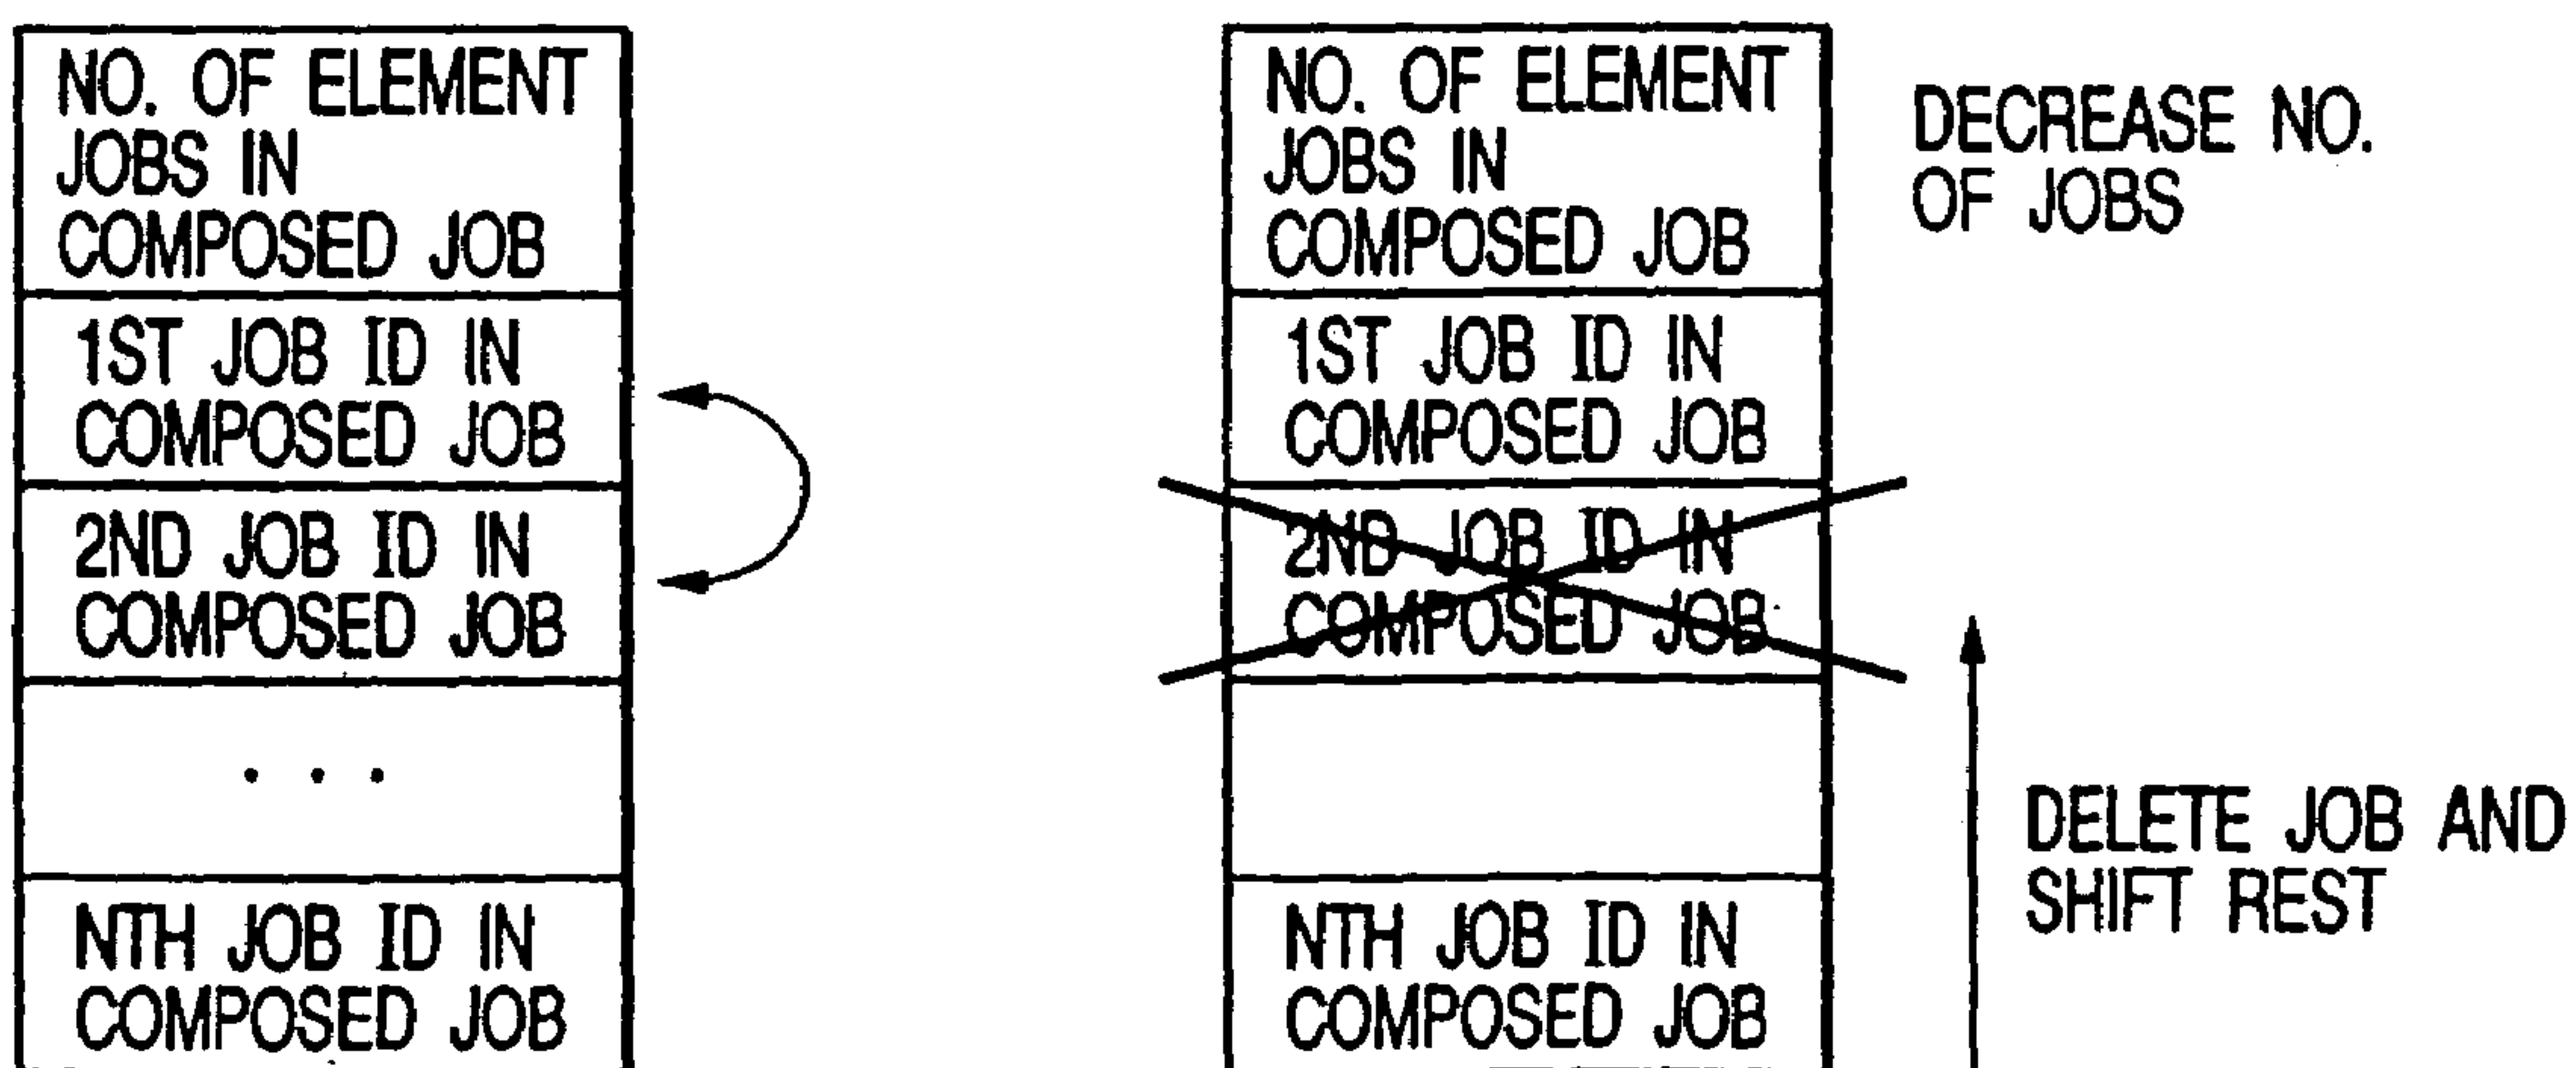 NO. OF ELEMENT
JOBS IN
COMPOSED JOB
1ST JOB ID IN
COMPOSED JOB
2ND JOB ID IN
COMPOSED JOB
. . .
NTH JOB ID IN
COMPOSED JOB
NO. OF ELEMENT
JOBS IN
COMPOSED JOB
1ST JOB ID IN
COMPOSED JOB
2ND JOB ID IN
COMPOSED JOB
NTH JOB ID IN
COMPOSED JOB
DECREASE NO.
OF JOBS
DELETE JOB AND
SHIFT REST